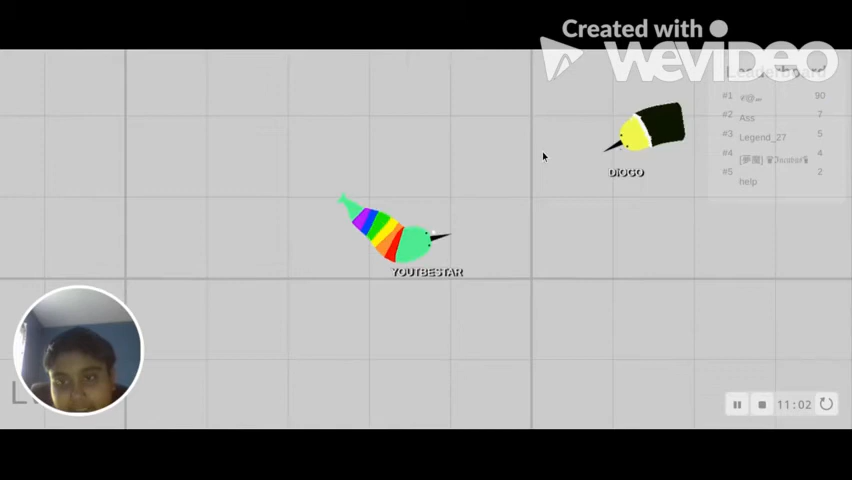 Created with
WEVIDEO
Leaderboard
#1 90
#2 Ass 7
#3 Legend_27 5
#4 4
#5 help 2
DIOGO
YOUTBESTAR
11:02